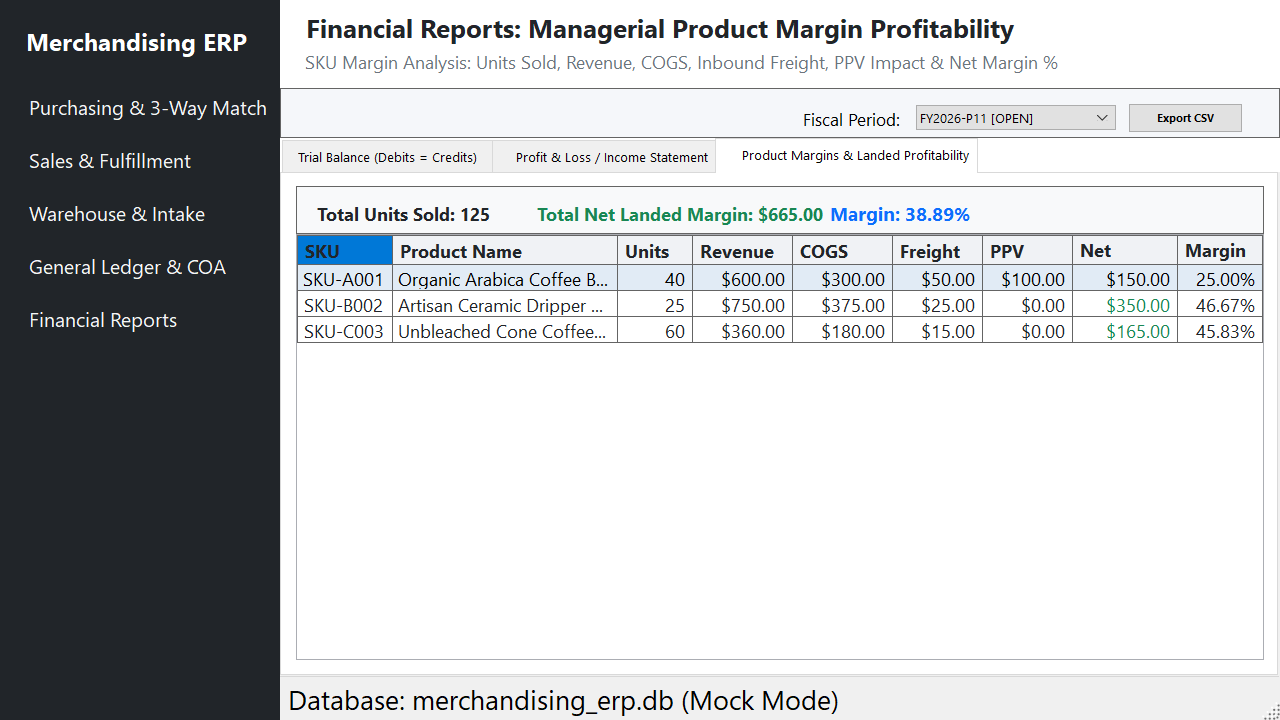 Merchandising ERP
Purchasing & 3-Way Match
Sales & Fulfillment
Warehouse & Intake
General Ledger & COA
Financial Reports
Financial Reports: Managerial Product Margin Profitability
SKU Margin Analysis: Units Sold, Revenue, COGS, Inbound Freight, PPV Impact & Net Margin %
Fiscal Period: FY2026-P11 [OPEN] Export CSV
Trial Balance (Debits = Credits) Profit & Loss / Income Statement Product Margins & Landed Profitability
Total Units Sold: 125 Total Net Landed Margin: $665.00 Margin: 38.89%
SKU Product Name Units Revenue COGS Freight PPV Net Margin
SKU-A001 Organic Arabica Coffee B... 40 $600.00 $300.00 $50.00 $100.00 $150.00 25.00%
SKU-B002 Artisan Ceramic Dripper ... 25 $750.00 $375.00 $25.00 $0.00 $350.00 46.67%
SKU-C003 Unbleached Cone Coffee... 60 $360.00 $180.00 $15.00 $0.00 $165.00 45.83%
Database: merchandising_erp.db (Mock Mode)